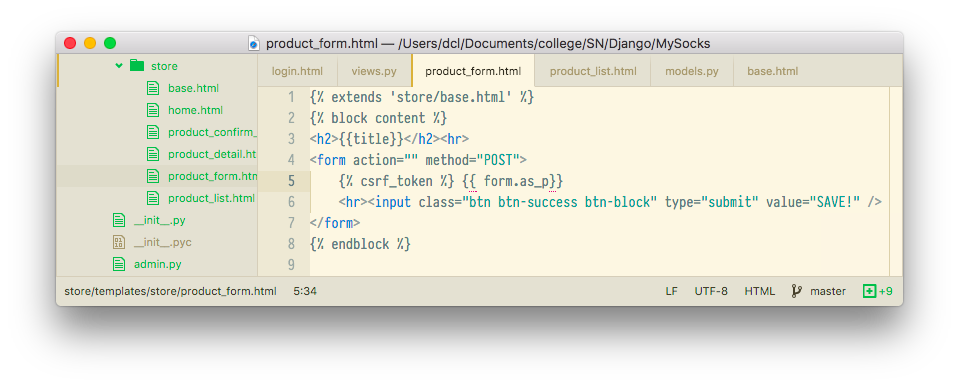 product_form.html — /Users/dcl/Documents/college/SN/Django/MySocks
store
base.html
home.html
product_confirm_
product_detail.ht
product_form.htm
product_list.html
__init__.py
__init__.pyc
admin.py
login.html views.py product_form.html product_list.html models.py base.html
1 {% extends 'store/base.html' %}
2 {% block content %}
3 <h2>{{title}}</h2><hr>
4 <form action="" method="POST">
5 {% csrf_token %} {{ form.as_p}}
6 <hr><input class="btn btn-success btn-block" type="submit" value="SAVE!" />
7 </form>
8 {% endblock %}
9
store/templates/store/product_form.html 5:34 LF UTF-8 HTML master +9